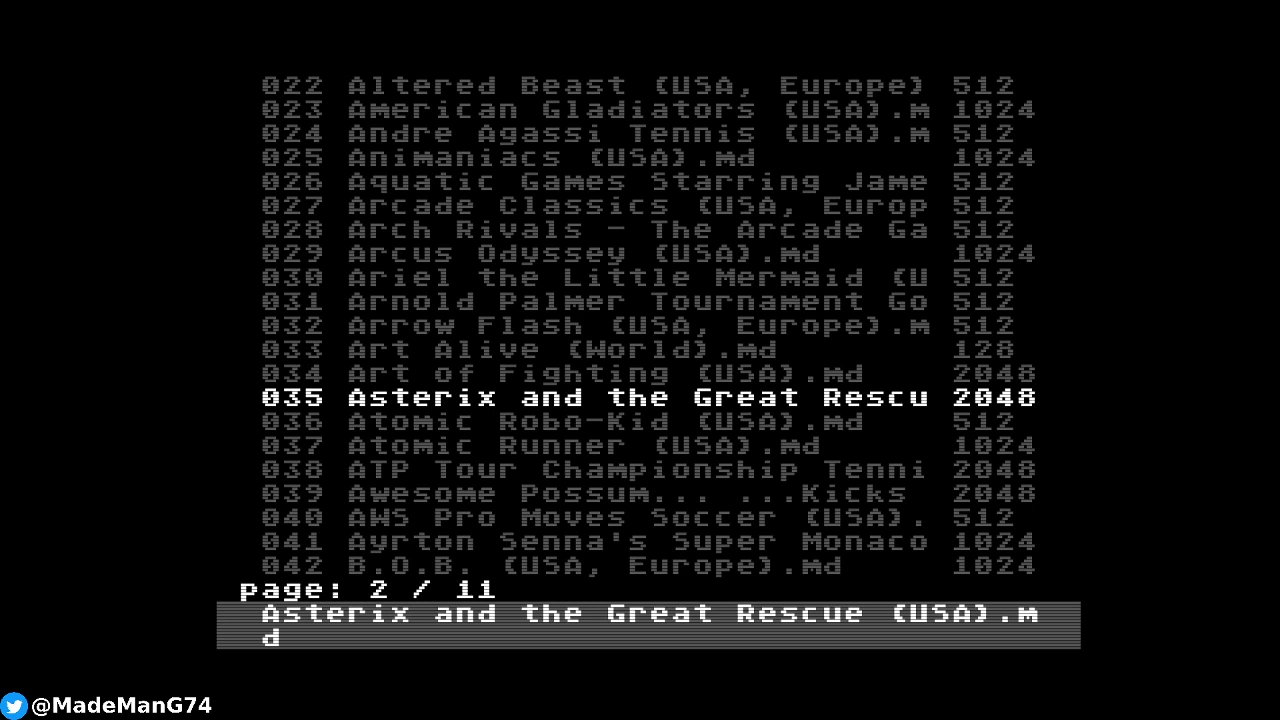 022 Altered Beast (USA, Europe) 512
023 American Gladiators (USA).m 1024
024 Andre Agassi Tennis (USA).m 512
025 Animaniacs (USA).md 1024
026 Aquatic Games Starring Jame 512
027 Arcade Classics (USA, Europ 512
028 Arch Rivals - The Arcade Ga 512
029 Arcus Odyssey (USA).md 1024
030 Ariel the Little Mermaid (U 512
031 Arnold Palmer Tournament Go 512
032 Arrow Flash (USA, Europe).m 512
033 Art Alive (World).md 128
034 Art of Fighting (USA).md 2048
035 Asterix and the Great Rescu 2048
036 Atomic Robo-Kid (USA).md 512
037 Atomic Runner (USA).md 1024
038 ATP Tour Championship Tenni 2048
039 Awesome Possum... ...Kicks 2048
040 AWS Pro Moves Soccer (USA). 512
041 Ayrton Senna's Super Monaco 1024
042 B.O.B. (USA, Europe).md 1024
page: 2 / 11
Asterix and the Great Rescue (USA).m
d
@MadeManG74